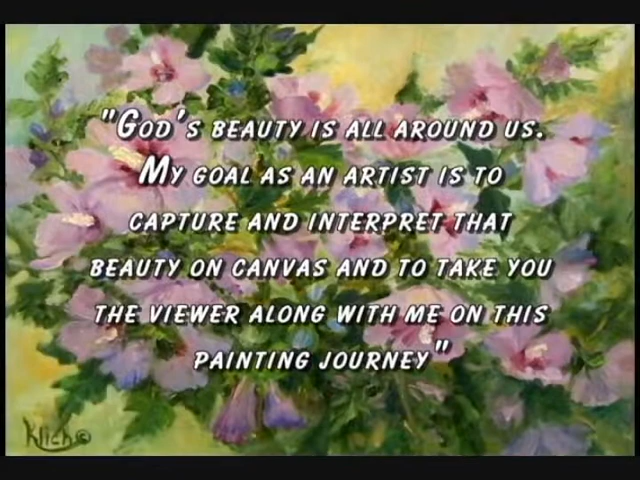 "God's beauty is all around us.
My goal as an artist is to
capture and interpret that
beauty on canvas and to take you
the viewer along with me on this
painting journey"
Klich©